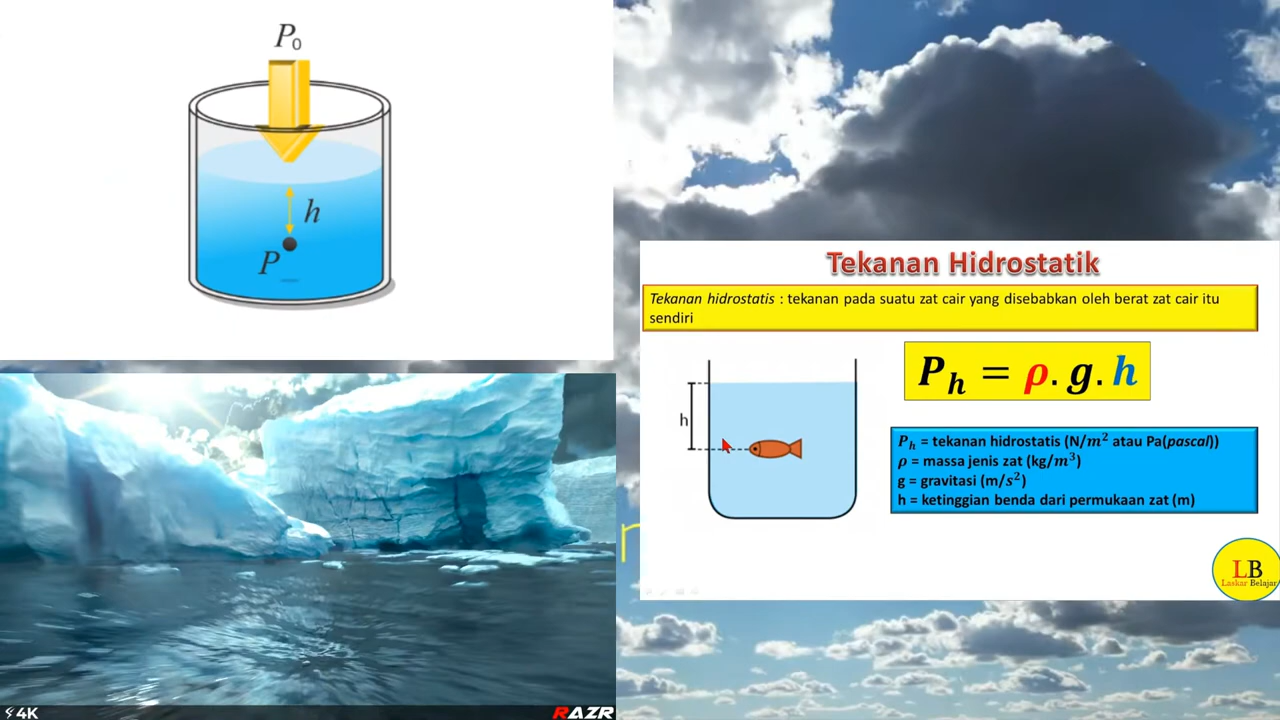 P₀
h
P
Tekanan Hidrostatik
Tekanan hidrostatis : tekanan pada suatu zat cair yang disebabkan oleh berat zat cair itu
sendiri
h
Pₕ = ρ.g.h
Pₕ = tekanan hidrostatis (N/m² atau Pa(pascal))
ρ = massa jenis zat (kg/m³)
g = gravitasi (m/s²)
h = ketinggian benda dari permukaan zat (m)
LB
Laskar Belajar
4K
RAZR